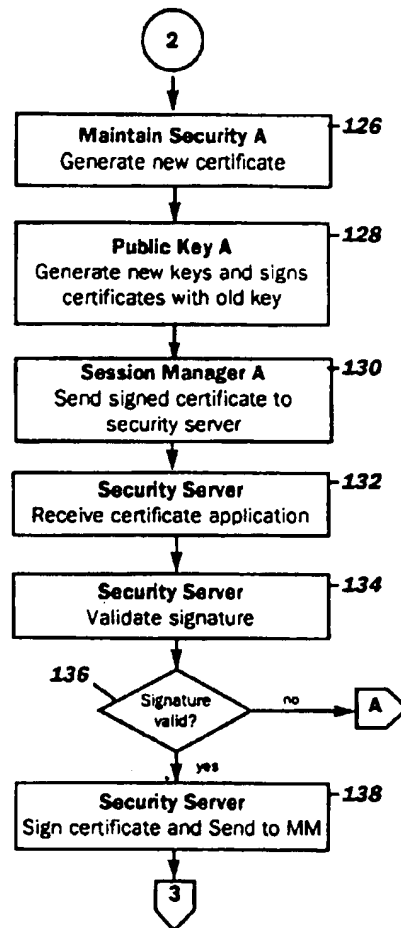 2
Maintain Security A
126
Generate new certificate
Public Key A
128
Generate new keys and signs
certificates with old key
Session Manager A
130
Send signed certificate to
security server
Security Server
132
Receive certificate application
Security Server
134
Validate signature
136
Signature
valid?
no
A
yes
Security Server
138
Sign certificate and Send to MM
3